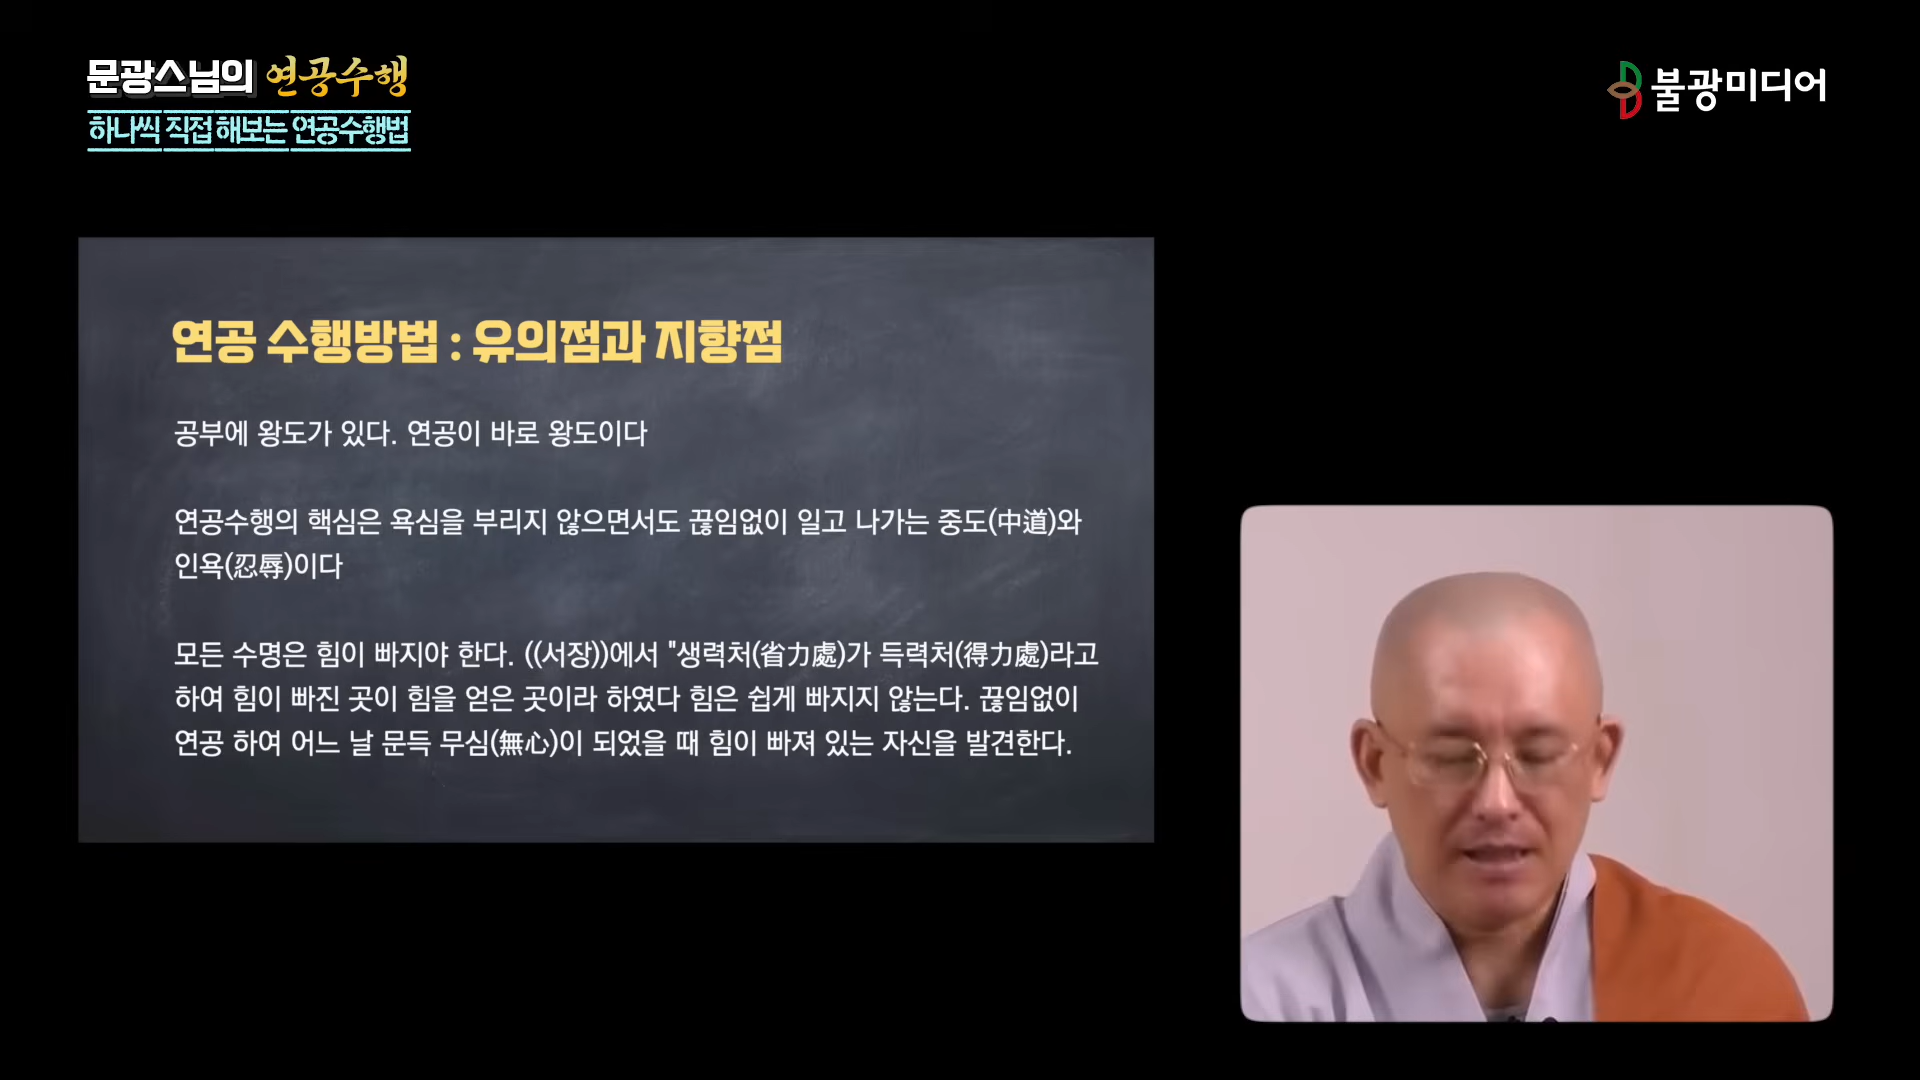 문광스님의 연공수행
하나씩 직접 해보는 연공수행법
불광미디어
연공 수행방법 : 유의점과 지향점
공부에 왕도가 있다. 연공이 바로 왕도이다
연공수행의 핵심은 욕심을 부리지 않으면서도 끊임없이 일고 나가는 중도(中道)와
인욕(忍辱)이다
모든 수명은 힘이 빠지야 한다. ((서장))에서 "생력처(省力處)가 득력처(得力處)라고
하여 힘이 빠진 곳이 힘을 얻은 곳이라 하였다 힘은 쉽게 빠지지 않는다. 끊임없이
연공 하여 어느 날 문득 무심(無心)이 되었을 때 힘이 빠져 있는 자신을 발견한다.